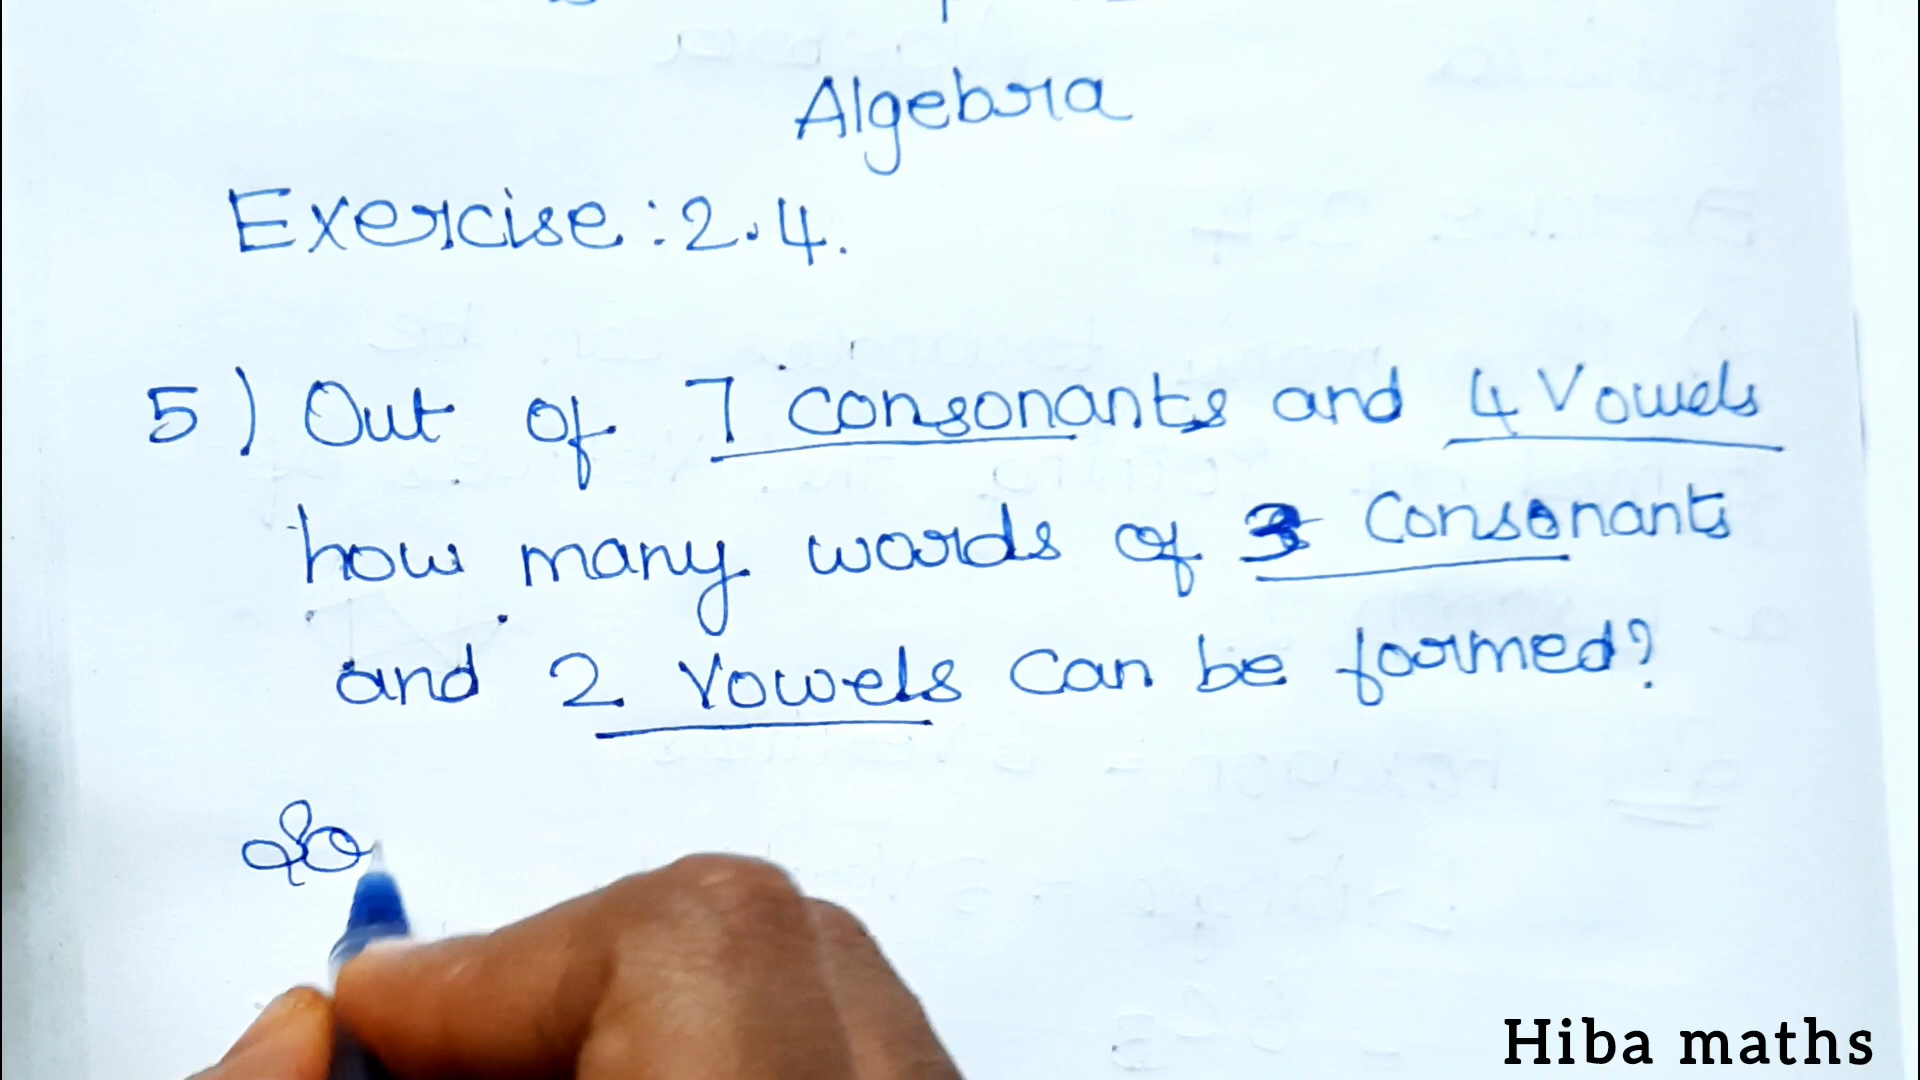 Algebra
Exercise: 2.4.
5) Out of 7 consonants and 4 Vowels
how many words of 3 Consonants
and 2 Vowels can be formed?
So
Hiba maths